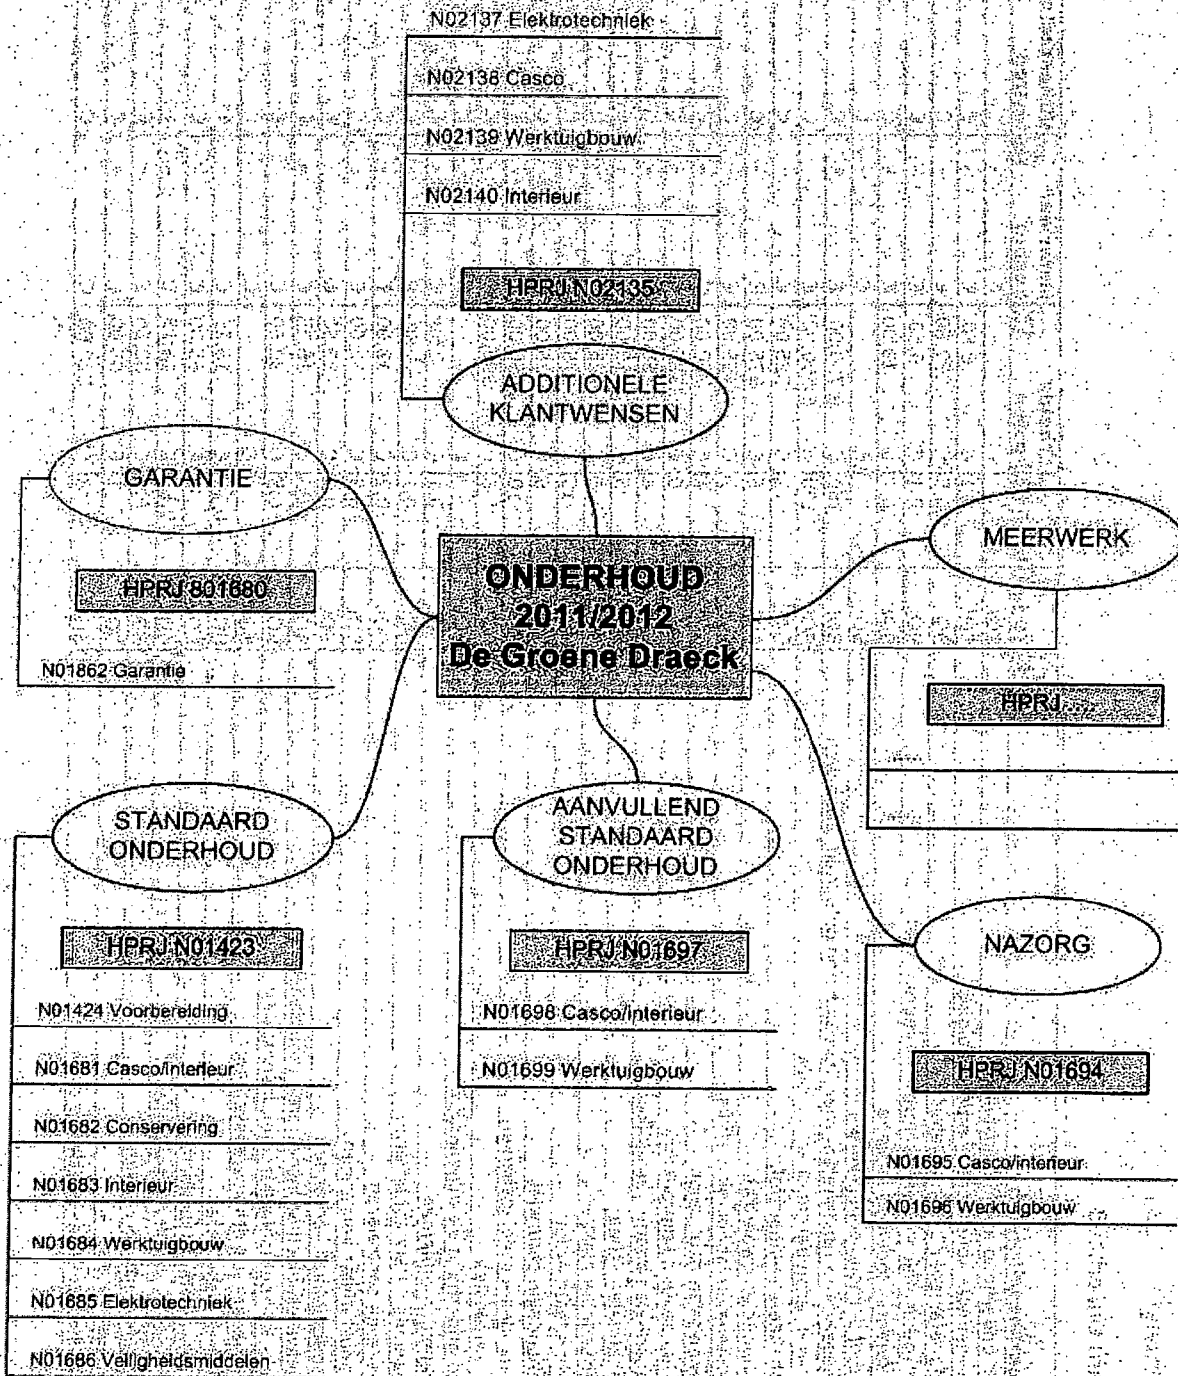 N02137 Elektrotechniek
N02138 Casco
N02139 Werktuigbouw
N02140 Interieur
HPRJ N02135
ADDITIONELE
KLANTWENSEN
GARANTIE
HPRJ 801680
N01862 Garantie
MEERWERK
HPRJ.....
.....
ONDERHOUD
2011/2012
De Groene Draeck
STANDAARD
ONDERHOUD
HPRJ N01423
N01424 Voorbereiding
N01681 Casco/interieur
N01682 Conservering
N01683 Interieur
N01684 Werktuigbouw
N01685 Elektrotechniek
N01686 Veiligheidsmiddelen
AANVULLEND
STANDAARD
ONDERHOUD
HPRJ N01697
N01698 Casco/interieur
N01699 Werktuigbouw
NAZORG
HPRJ N01694
N01695 Casco/interieur
N01696 Werktuigbouw